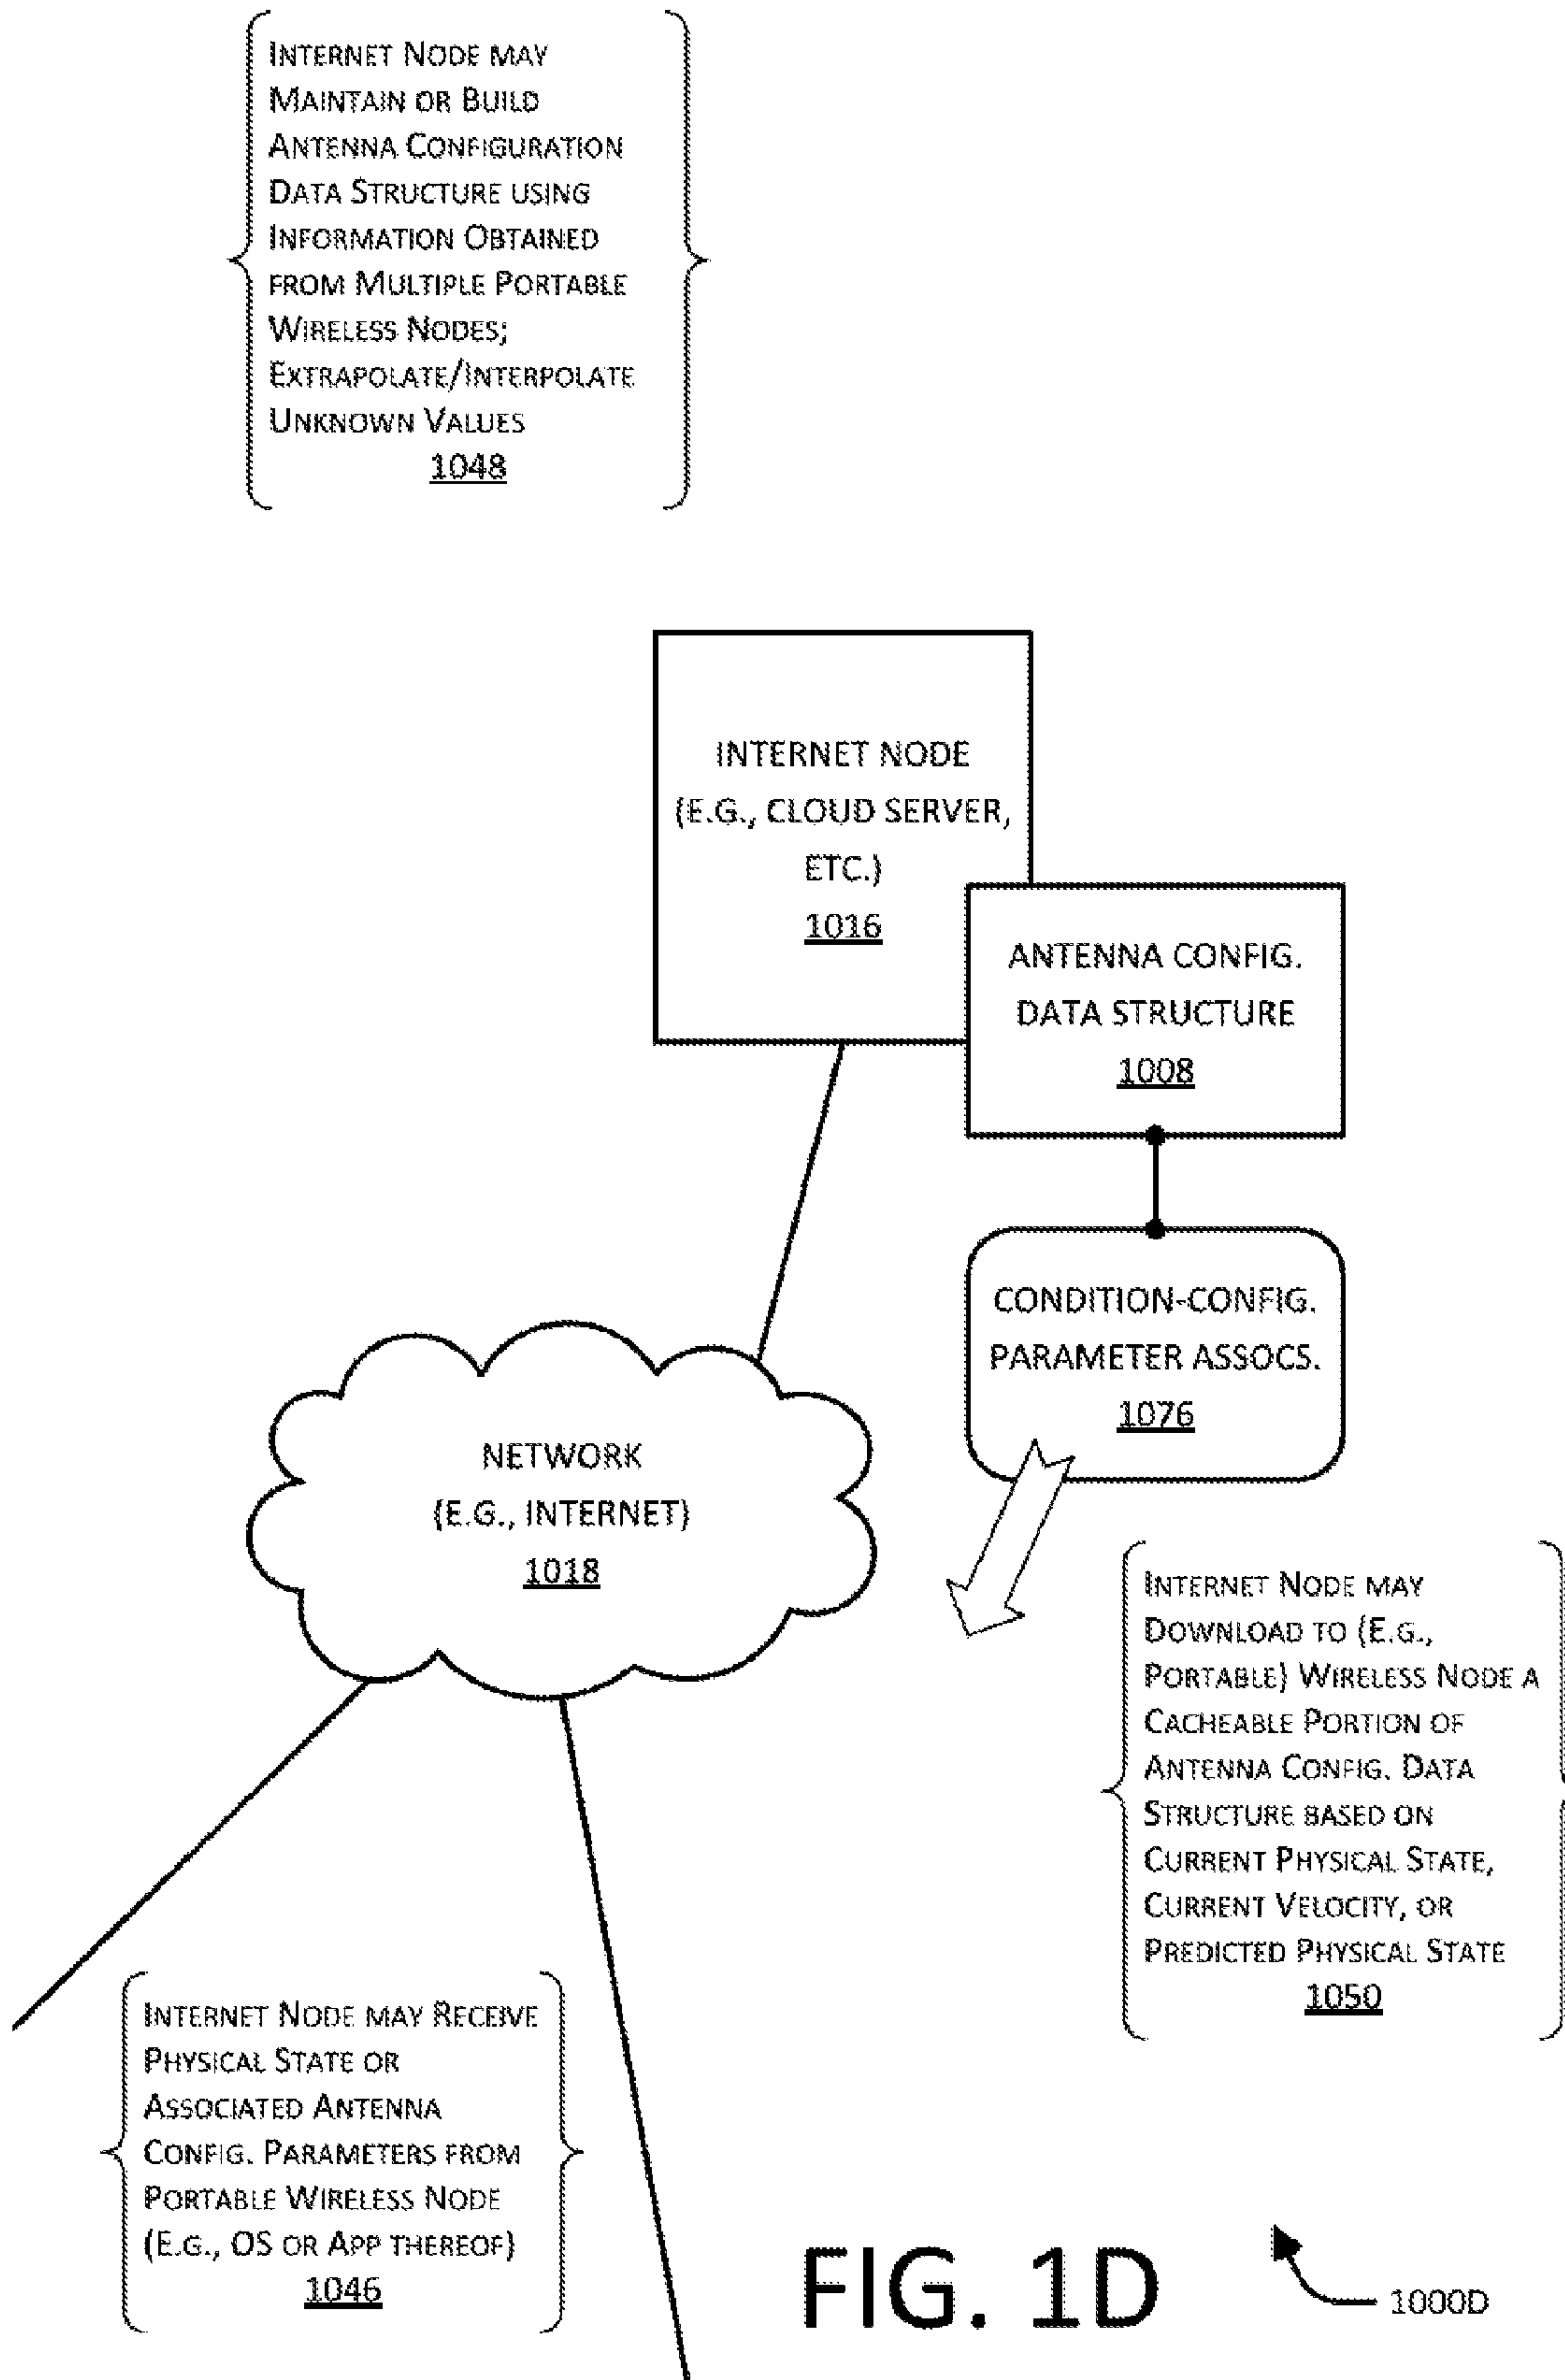 INTERNET NODE MAY
MAINTAIN OR BUILD
ANTENNA CONFIGURATION
DATA STRUCTURE USING
INFORMATION OBTAINED
FROM MULTIPLE PORTABLE
WIRELESS NODES;
EXTRAPOLATE/INTERPOLATE
UNKNOWN VALUES
1048
INTERNET NODE
(E.G., CLOUD SERVER,
ETC.)
1016
ANTENNA CONFIG.
DATA STRUCTURE
1008
CONDITION-CONFIG.
PARAMETER ASSOCS.
1076
NETWORK
(E.G., INTERNET)
1018
INTERNET NODE MAY
DOWNLOAD TO (E.G.,
PORTABLE) WIRELESS NODE A
CACHEABLE PORTION OF
ANTENNA CONFIG. DATA
STRUCTURE BASED ON
CURRENT PHYSICAL STATE,
CURRENT VELOCITY, OR
PREDICTED PHYSICAL STATE
1050
INTERNET NODE MAY RECEIVE
PHYSICAL STATE OR
ASSOCIATED ANTENNA
CONFIG. PARAMETERS FROM
PORTABLE WIRELESS NODE
(E.G., OS OR APP THEREOF)
1046
FIG. 1D
1000D